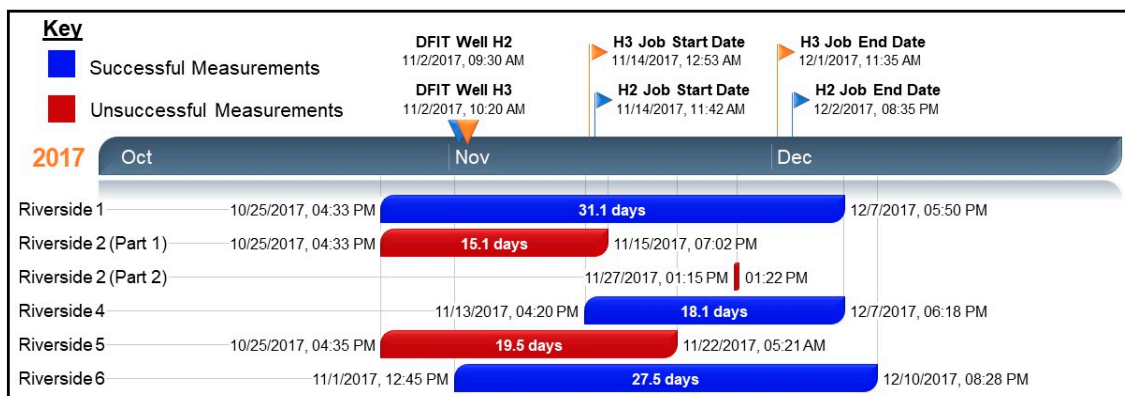 Key
Successful Measurements
Unsuccessful Measurements
DFIT Well H2
11/2/2017, 09:30 AM
DFIT Well H3
11/2/2017, 10:20 AM
H3 Job Start Date
11/14/2017, 12:53 AM
H2 Job Start Date
11/14/2017, 11:42 AM
H3 Job End Date
12/1/2017, 11:35 AM
H2 Job End Date
12/2/2017, 08:35 PM
2017 Oct Nov Dec
Riverside 1 10/25/2017, 04:33 PM 31.1 days 12/7/2017, 05:50 PM
Riverside 2 (Part 1) 10/25/2017, 04:33 PM 15.1 days 11/15/2017, 07:02 PM
Riverside 2 (Part 2) 11/27/2017, 01:15 PM 01:22 PM
Riverside 4 11/13/2017, 04:20 PM 18.1 days 12/7/2017, 06:18 PM
Riverside 5 10/25/2017, 04:35 PM 19.5 days 11/22/2017, 05:21 AM
Riverside 6 11/1/2017, 12:45 PM 27.5 days 12/10/2017, 08:28 PM